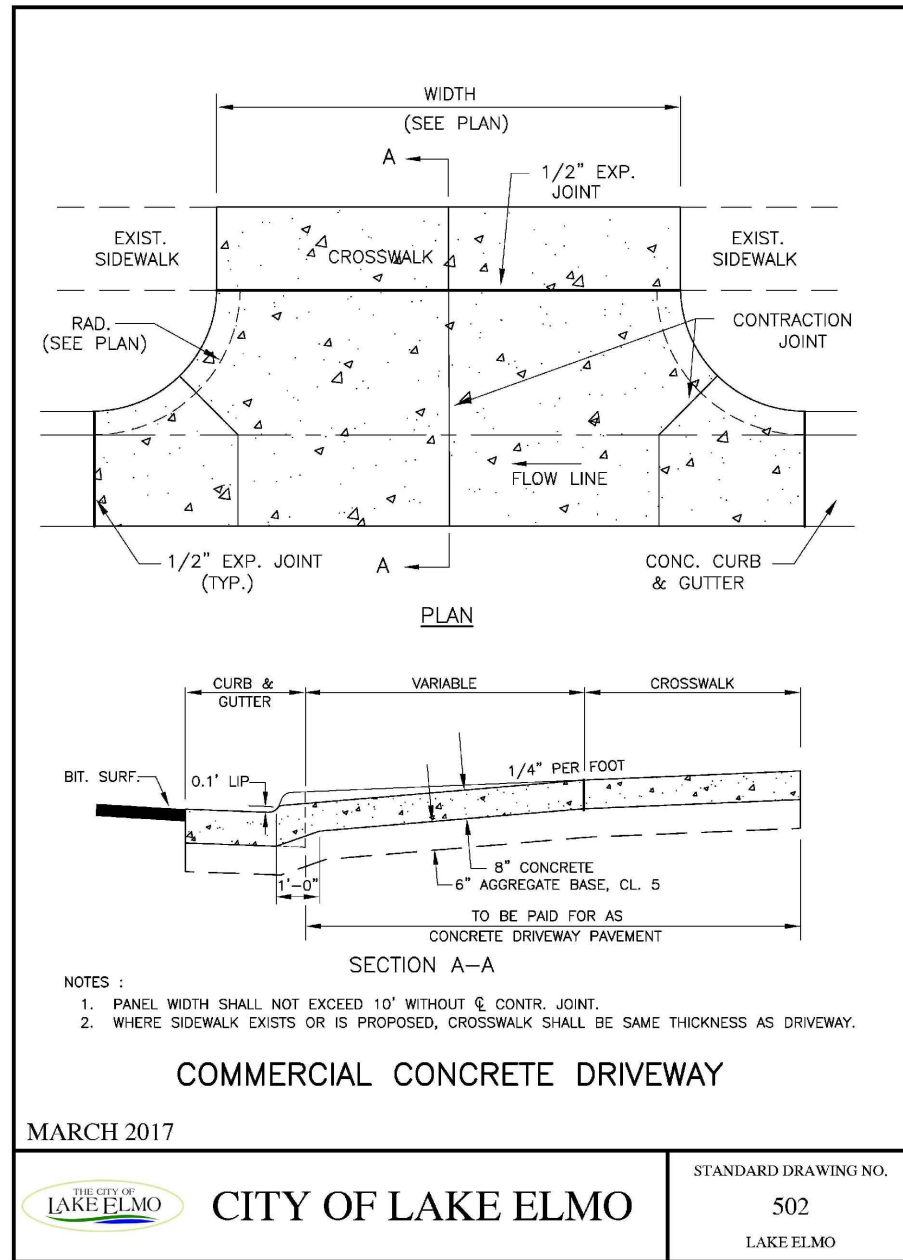 WIDTH
(SEE PLAN)
A
1/2" EXP.
JOINT
EXIST.
SIDEWALK
CROSSWALK
EXIST.
SIDEWALK
RAD.
(SEE PLAN)
CONTRACTION
JOINT
FLOW LINE
1/2" EXP. JOINT
(TYP.)
A
CONC. CURB
& GUTTER
PLAN
CURB &
GUTTER
VARIABLE
CROSSWALK
BIT. SURF.
0.1' LIP
1/4" PER FOOT
1'-0"
8" CONCRETE
6" AGGREGATE BASE, CL. 5
TO BE PAID FOR AS
CONCRETE DRIVEWAY PAVEMENT
SECTION A-A
NOTES :
1. PANEL WIDTH SHALL NOT EXCEED 10' WITHOUT ℄ CONTR. JOINT.
2. WHERE SIDEWALK EXISTS OR IS PROPOSED, CROSSWALK SHALL BE SAME THICKNESS AS DRIVEWAY.
COMMERCIAL CONCRETE DRIVEWAY
MARCH 2017
THE CITY OF
LAKE ELMO
CITY OF LAKE ELMO
STANDARD DRAWING NO.
502
LAKE ELMO